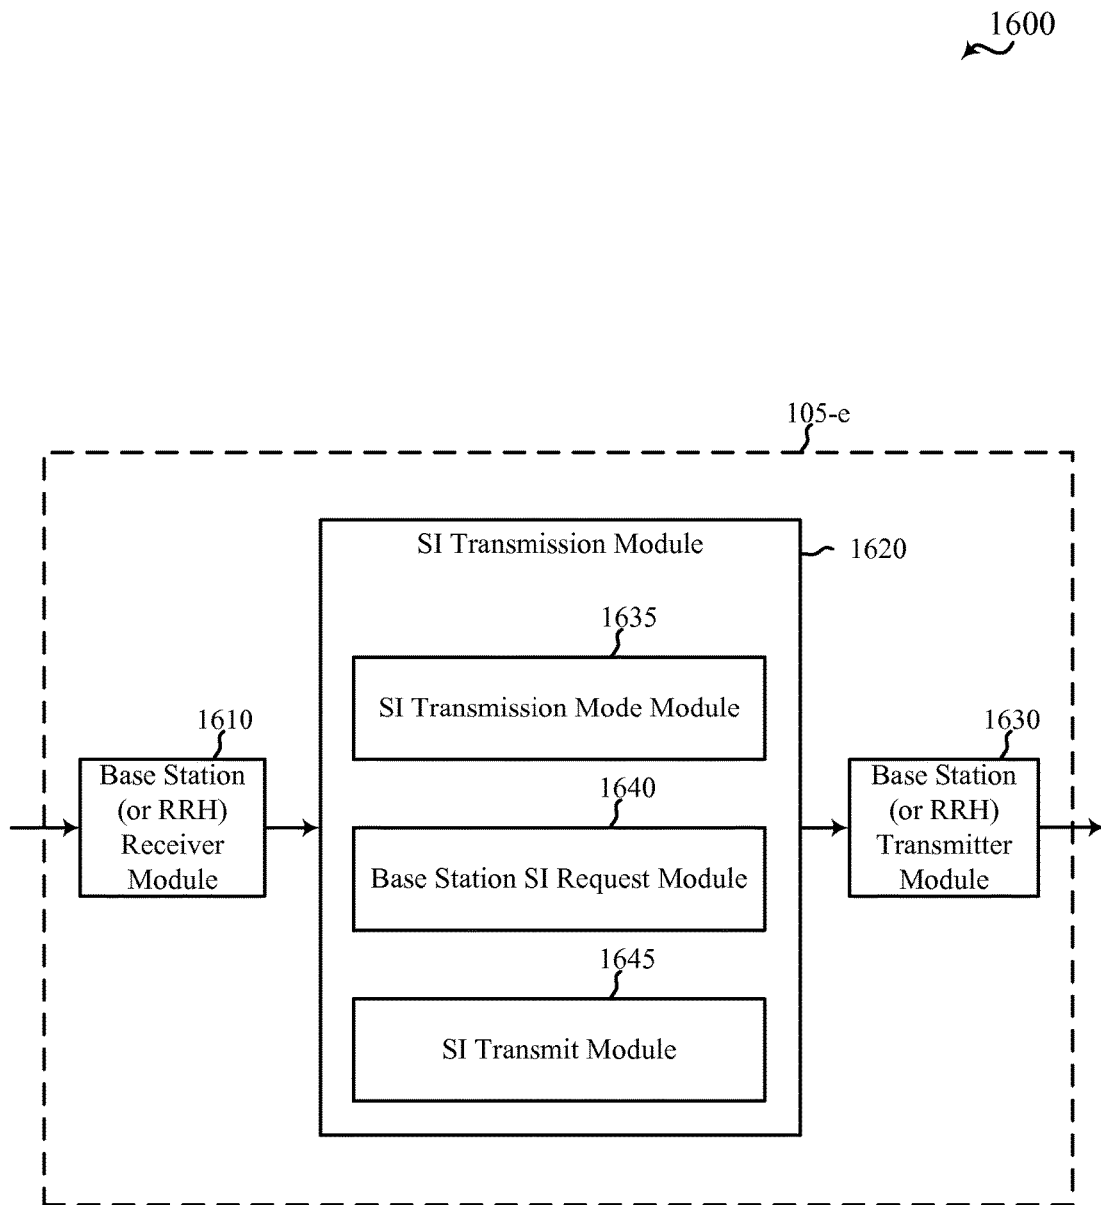 1600
105-e
SI Transmission Module
1620
1635
SI Transmission Mode Module
1610
Base Station
(or RRH)
Receiver
Module
1630
Base Station
(or RRH)
Transmitter
Module
1640
Base Station SI Request Module
1645
SI Transmit Module